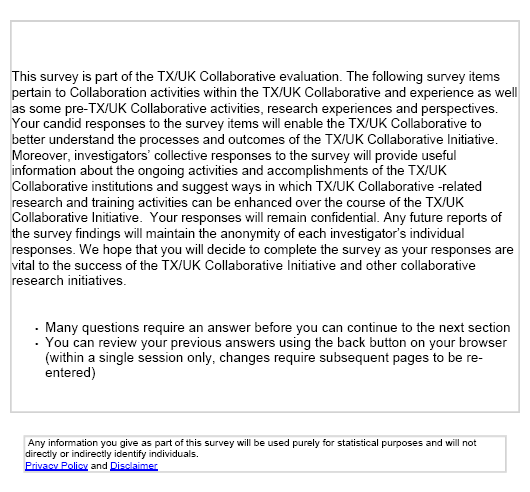 This survey is part of the TX/UK Collaborative evaluation. The following survey items
pertain to Collaboration activities within the TX/UK Collaborative and experience as well
as some pre-TX/UK Collaborative activities, research experiences and perspectives.
Your candid responses to the survey items will enable the TX/UK Collaborative to
better understand the processes and outcomes of the TX/UK Collaborative Initiative.
Moreover, investigators' collective responses to the survey will provide useful
information about the ongoing activities and accomplishments of the TX/UK
Collaborative institutions and suggest ways in which TX/UK Collaborative -related
research and training activities can be enhanced over the course of the TX/UK
Collaborative Initiative.  Your responses will remain confidential. Any future reports of
the survey findings will maintain the anonymity of each investigator's individual
responses. We hope that you will decide to complete the survey as your responses are
vital to the success of the TX/UK Collaborative Initiative and other collaborative
research initiatives.
• Many questions require an answer before you can continue to the next section
• You can review your previous answers using the back button on your browser
(within a single session only, changes require subsequent pages to be re-
entered)
Any information you give as part of this survey will be used purely for statistical purposes and will not
directly or indirectly identify individuals.
Privacy Policy and Disclaimer